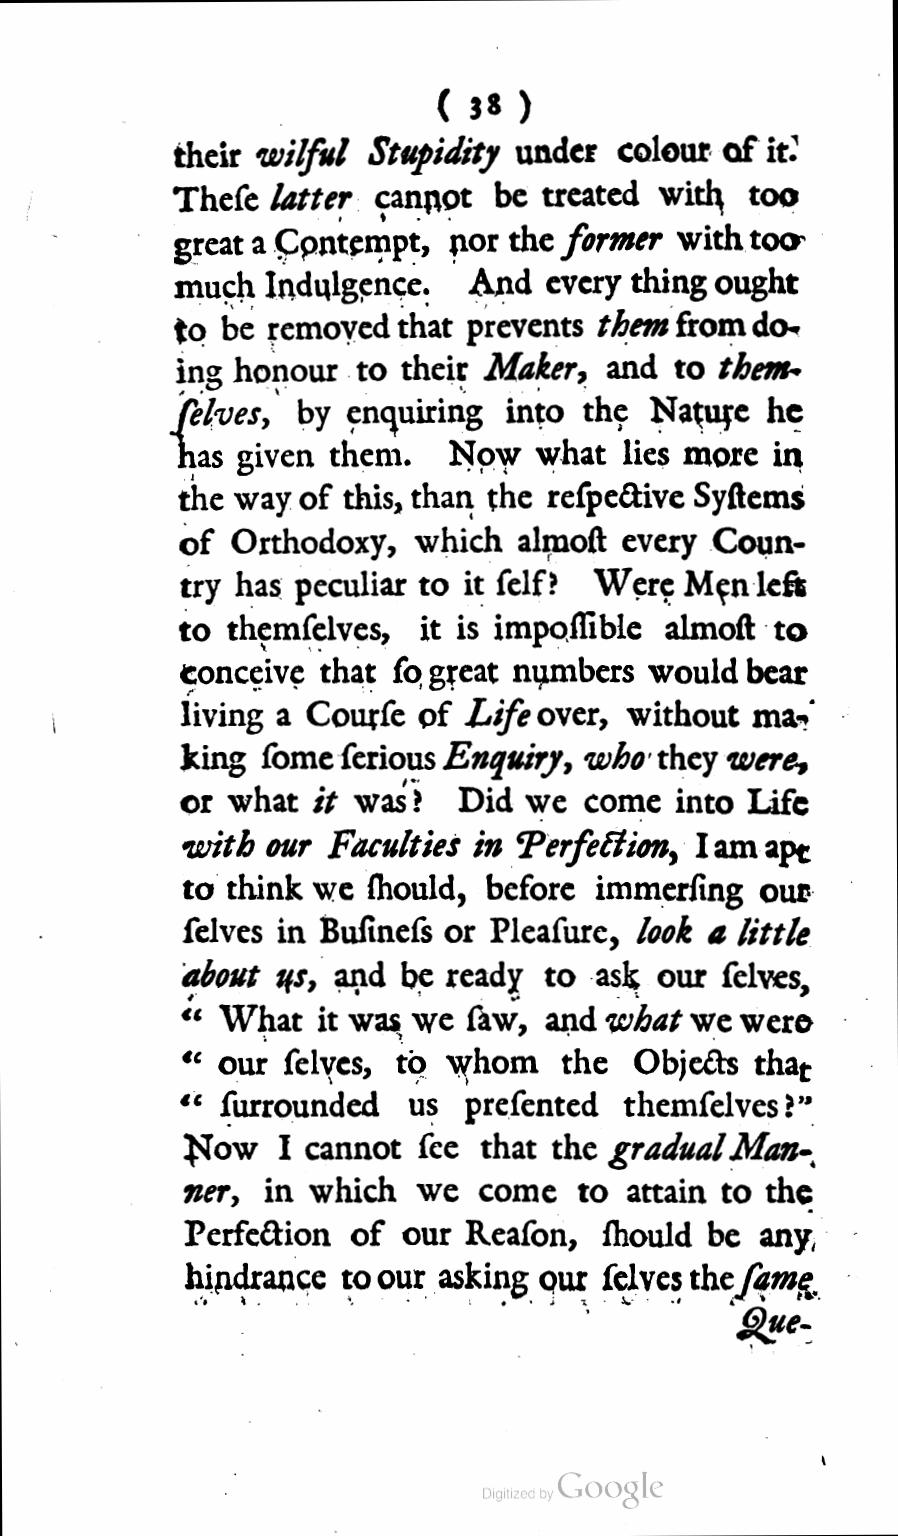 ( 38 )
their wilful Stupidity under colour of it.
Theſe latter cannot be treated with too
great a Contempt, nor the former with too
much Indulgence. And every thing ought
to be removed that prevents them from do-
ing honour to their Maker, and to them-
ſelves, by enquiring into the Nature he
has given them. Now what lies more in
the way of this, than the reſpective Syſtems
of Orthodoxy, which almoſt every Coun-
try has peculiar to it ſelf? Were Men left
to themſelves, it is impoſſible almoſt to
conceive that ſo great numbers would bear
living a Courſe of Life over, without ma-
king ſome ſerious Enquiry, who they were,
or what it was? Did we come into Life
with our Faculties in Perfection, I am apt
to think we ſhould, before immerſing our
ſelves in Buſineſs or Pleaſure, look a little
about us, and be ready to ask our ſelves,
“ What it was we ſaw, and what we were
“ our ſelves, to whom the Objects that
“ ſurrounded us preſented themſelves?”
Now I cannot ſee that the gradual Man-
ner, in which we come to attain to the
Perfection of our Reaſon, ſhould be any
hindrance to our asking our ſelves the ſame
Que-
Digitized by Google